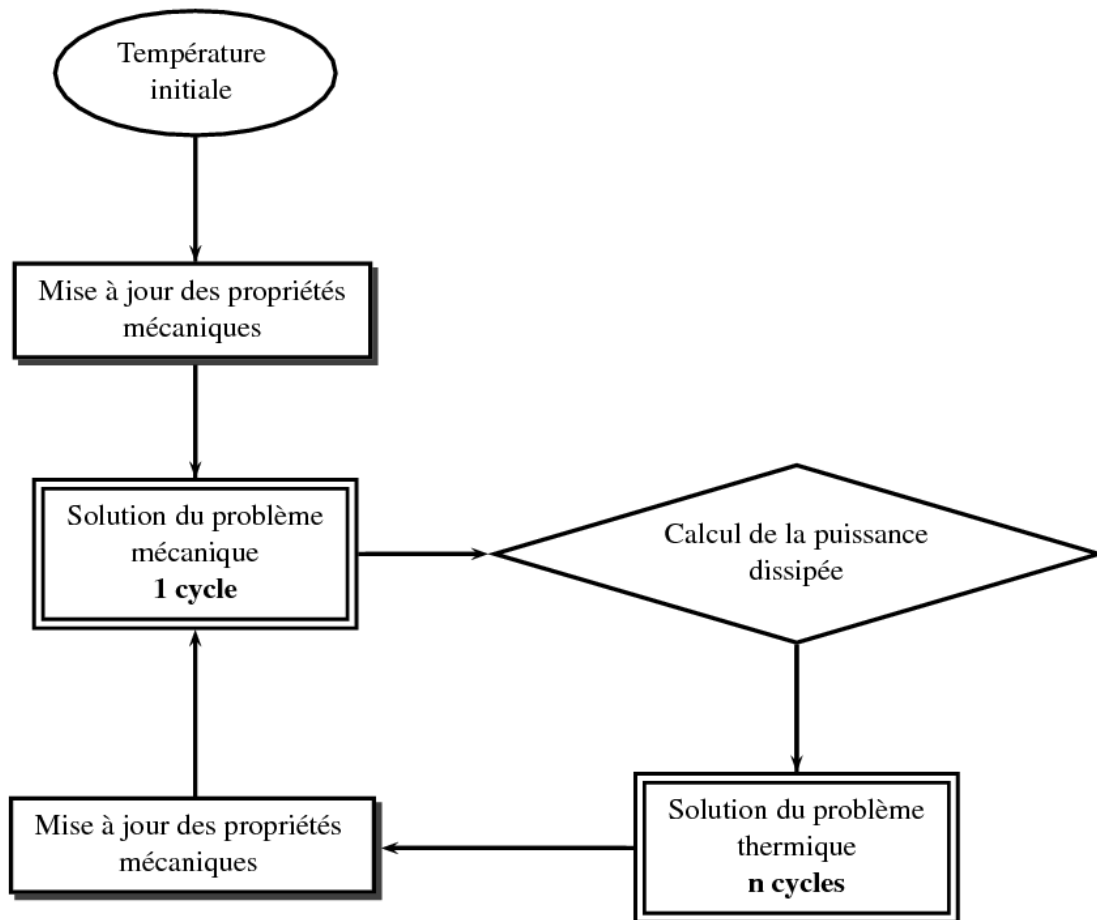 Température
initiale
Mise à jour des propriétés
mécaniques
Solution du problème
mécanique
1 cycle
Calcul de la puissance
dissipée
Solution du problème
thermique
n cycles
Mise à jour des propriétés
mécaniques